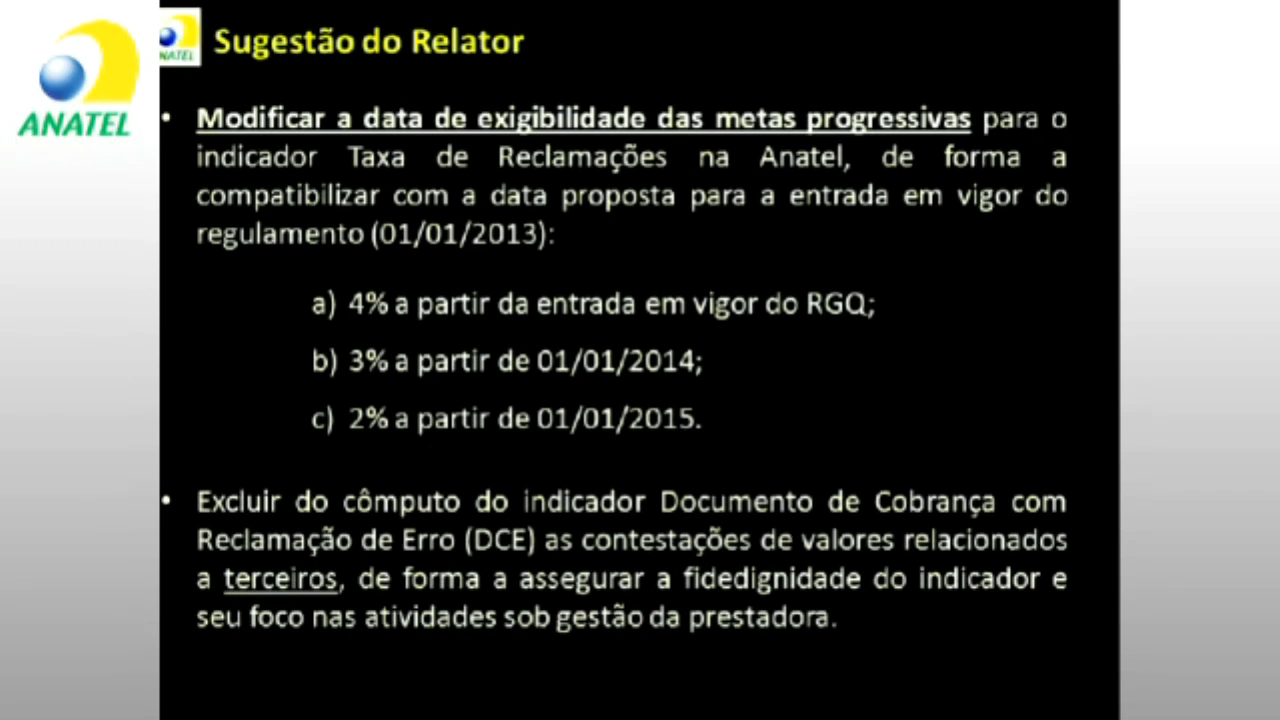 ANATEL
NATEL
Sugestão do Relator
• Modificar a data de exigibilidade das metas progressivas para o
indicador Taxa de Reclamações na Anatel, de forma a
compatibilizar com a data proposta para a entrada em vigor do
regulamento (01/01/2013):
a) 4% a partir da entrada em vigor do RGQ;
b) 3% a partir de 01/01/2014;
c) 2% a partir de 01/01/2015.
• Excluir do cômputo do indicador Documento de Cobrança com
Reclamação de Erro (DCE) as contestações de valores relacionados
a terceiros, de forma a assegurar a fidedignidade do indicador e
seu foco nas atividades sob gestão da prestadora.